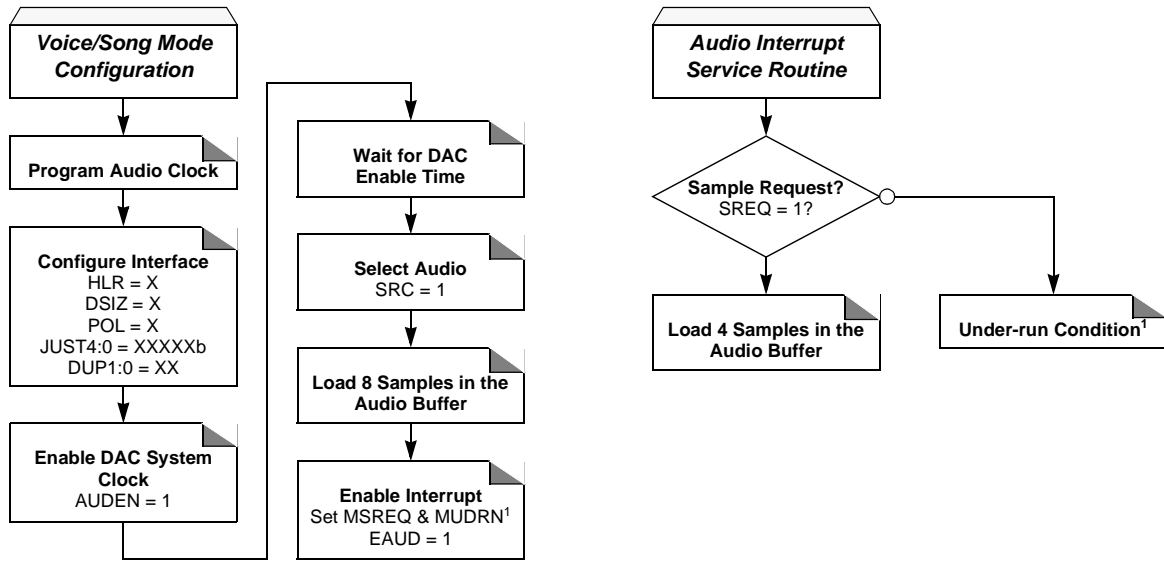 Voice/Song Mode
Configuration
Program Audio Clock
Configure Interface
HLR = X
DSIZ = X
POL = X
JUST4:0 = XXXXXb
DUP1:0 = XX
Enable DAC System
Clock
AUDEN = 1
Wait for DAC
Enable Time
Select Audio
SRC = 1
Load 8 Samples in the
Audio Buffer
Enable Interrupt
Set MSREQ & MUDRN1
EAUD = 1
Audio Interrupt
Service Routine
Sample Request?
SREQ = 1?
Load 4 Samples in the
Audio Buffer
Under-run Condition1